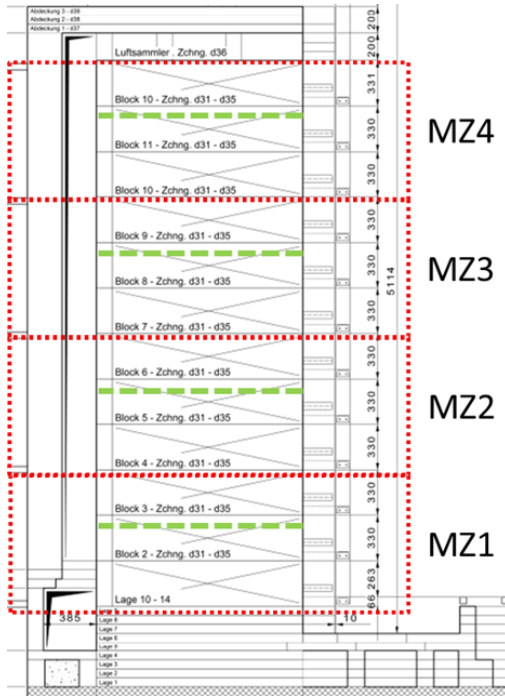 Abdeckung 3 - d39
Abdeckung 2 - d38
Abdeckung 1 - d37
200
Luftsammler . Zchng. d36
200
331
Block 10 - Zchng. d31 - d35
MZ4
330
Block 11 - Zchng. d31 - d35
330
Block 10 - Zchng. d31 - d35
330
Block 9 - Zchng. d31 - d35
MZ3
330
5114
Block 8 - Zchng. d31 - d35
330
Block 7 - Zchng. d31 - d35
330
Block 6 - Zchng. d31 - d35
MZ2
330
Block 5 - Zchng. d31 - d35
330
Block 4 - Zchng. d31 - d35
330
Block 3 - Zchng. d31 - d35
MZ1
330
Block 2 - Zchng. d31 - d35
263
Lage 10 - 14
66
385
10
Lage 8
Lage 7
Lage 6
Lage 4
Lage 3
Lage 2
Lage 1